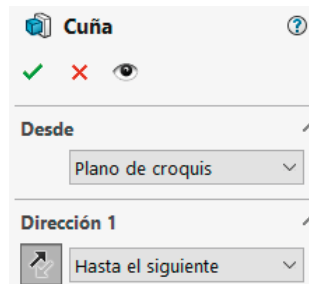 Cuña
Desde
Plano de croquis
Dirección 1
Hasta el siguiente